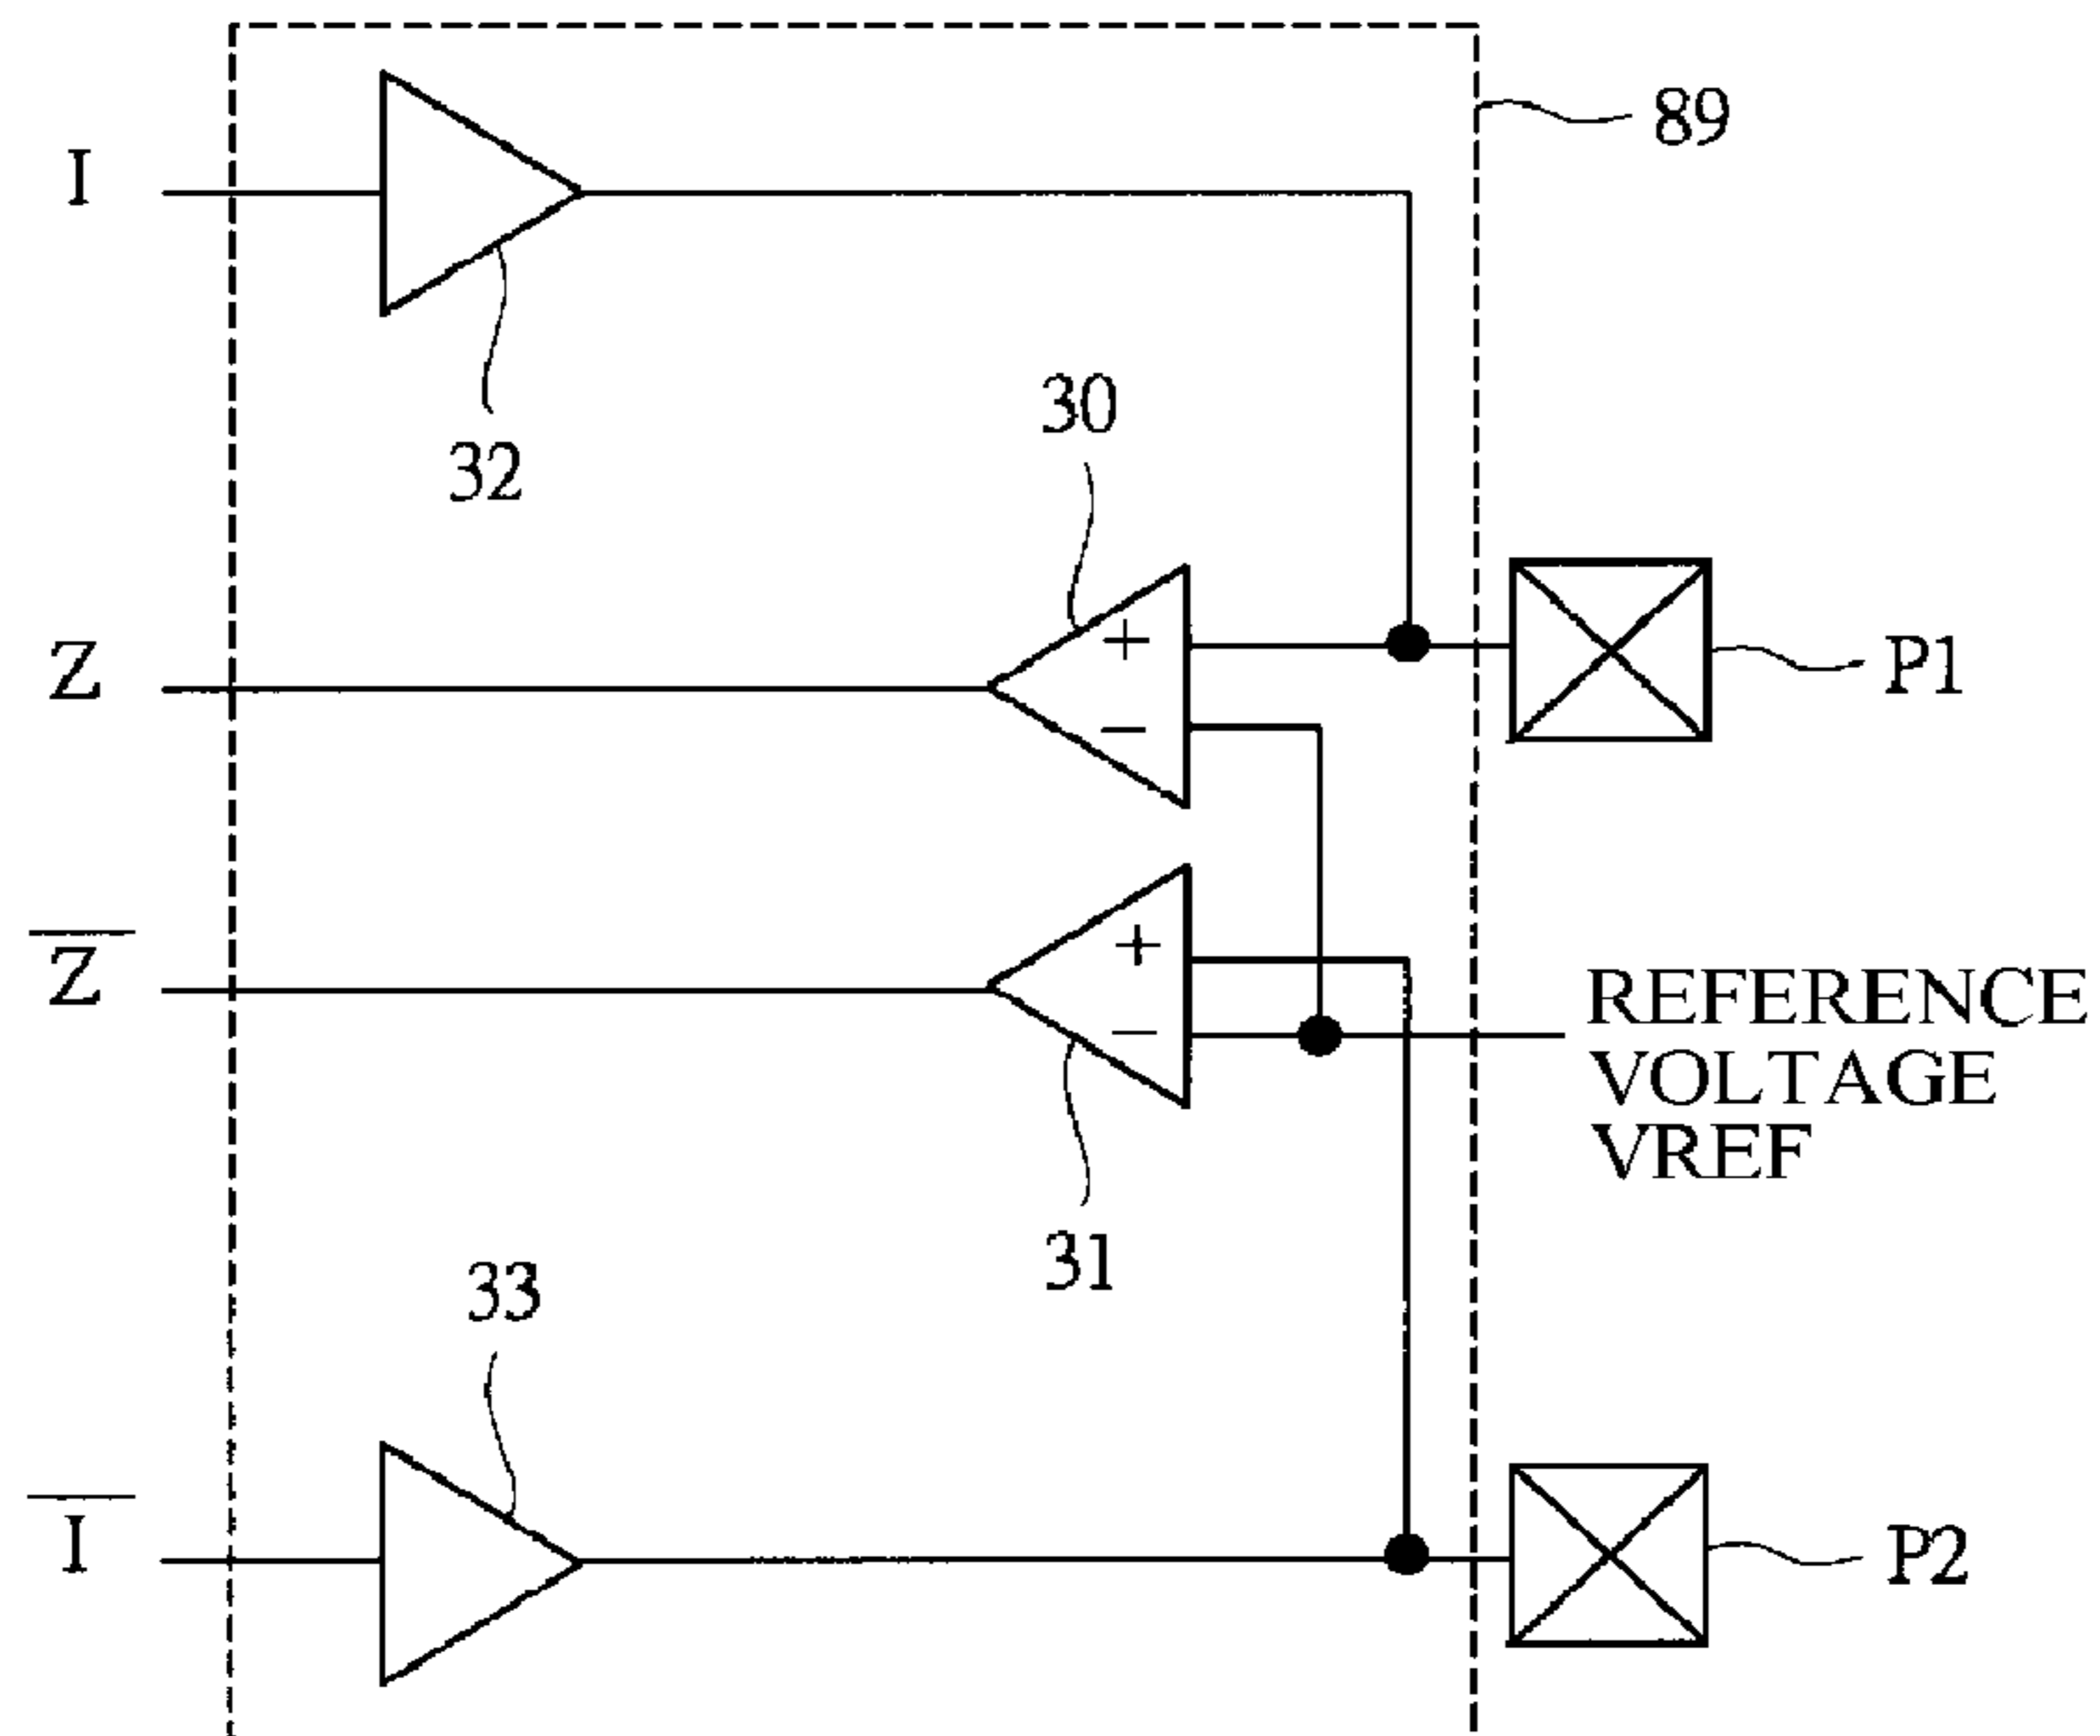 I
89
32
30
+
Z
P1
−
+
Z̅
REFERENCE
VOLTAGE
VREF
−
31
33
I̅
P2